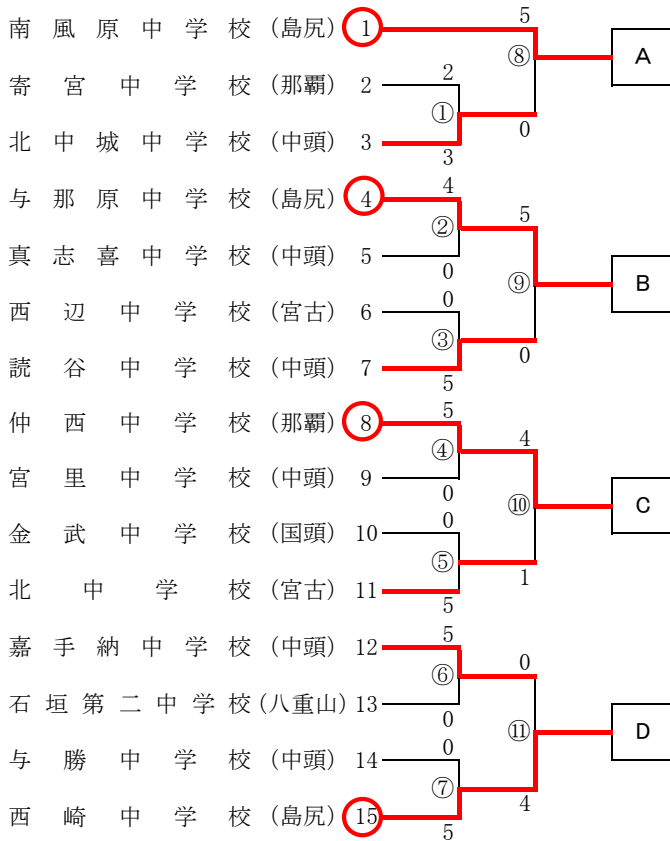 5
南風原中学校(島尻) 1
⑧ A
寄宮中学校(那覇) 2 2
①
北中城中学校(中頭) 3 0
3
与那原中学校(島尻) 4 4
5
②
真志喜中学校(中頭) 5 0
⑨ B
西辺中学校(宮古) 6 0
③
読谷中学校(中頭) 7 0
5
仲西中学校(那覇) 8 5
4
④
宮里中学校(中頭) 9 0
⑩ C
金武中学校(国頭) 10 0
⑤
北中学校(宮古) 11 1
5
嘉手納中学校(中頭) 12 5
0
⑥
石垣第二中学校(八重山) 13 0
⑪ D
与勝中学校(中頭) 14 0
⑦
西崎中学校(島尻) 15 4
5